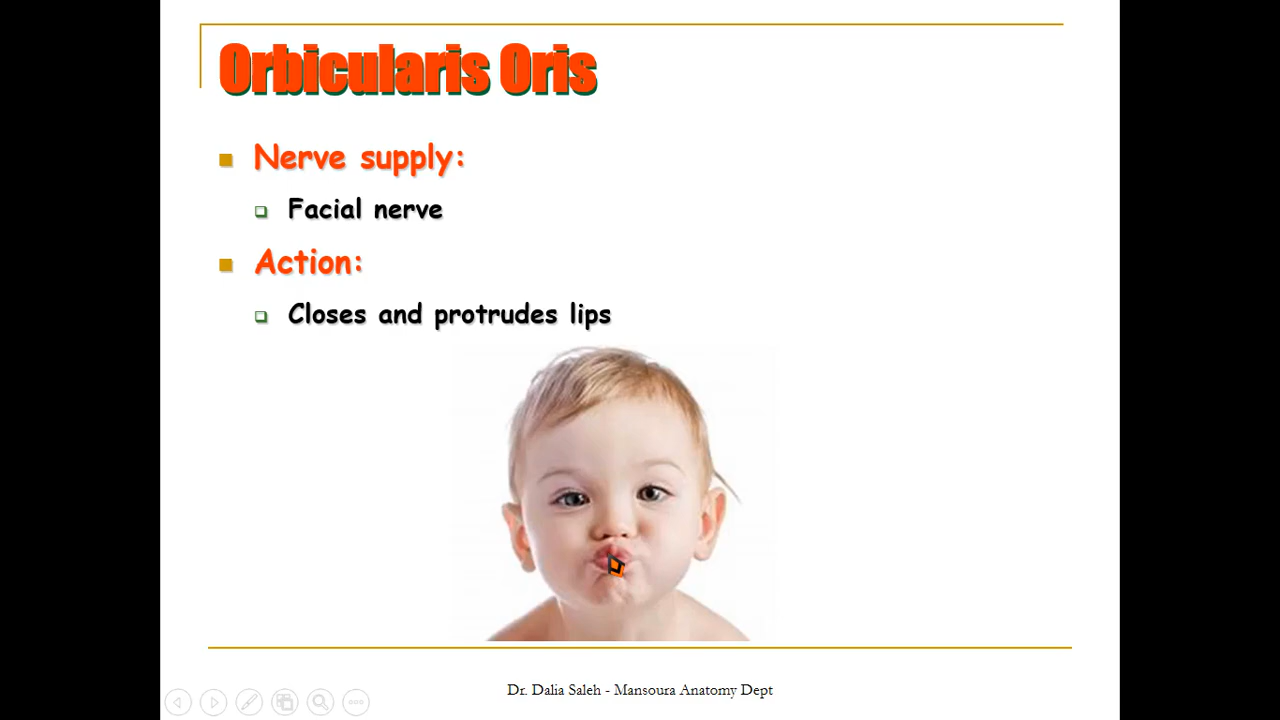 Orbicularis Oris
Nerve supply:
Facial nerve
Action:
Closes and protrudes lips
Dr. Dalia Saleh - Mansoura Anatomy Dept